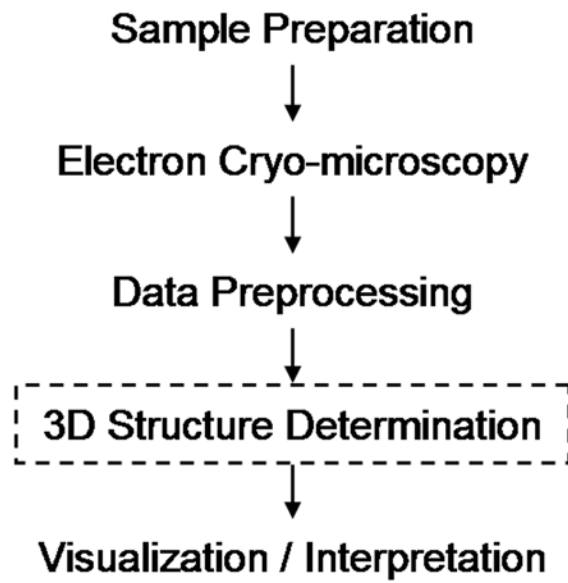 Sample Preparation
Electron Cryo-microscopy
Data Preprocessing
3D Structure Determination
Visualization / Interpretation